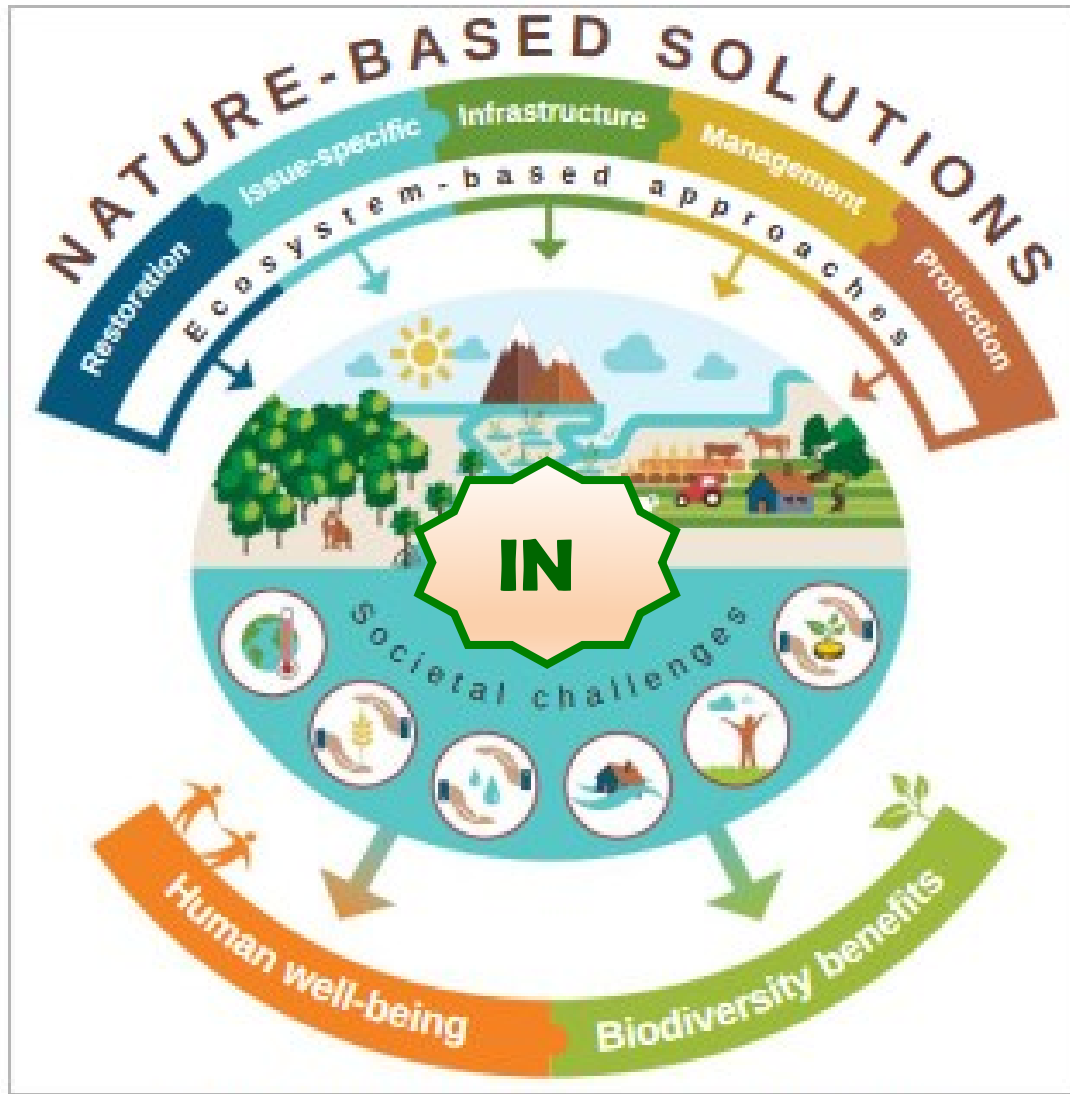 NATURE-BASED SOLUTIONS
Restoration
Issue-specific
Infrastructure
Management
Protection
Ecosystem-based approaches
IN
Societal challenges
Human well-being
Biodiversity benefits